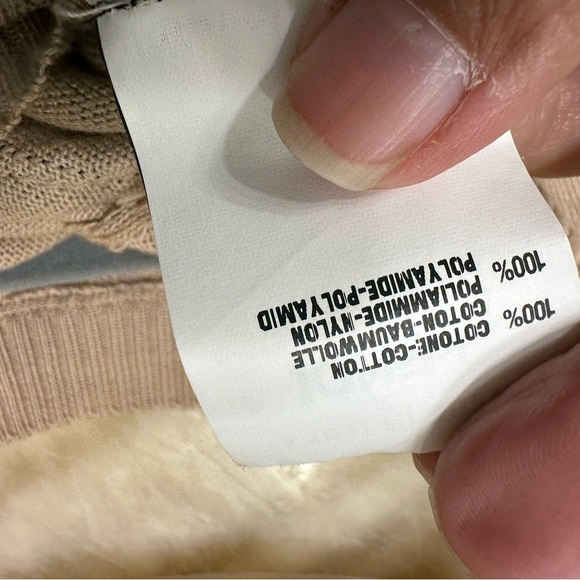 100% COTONE-COTTON
COTON-BAUMWOLLE
100% POLIAMMIDE-NYLON
POLYAMIDE-POLYAMID